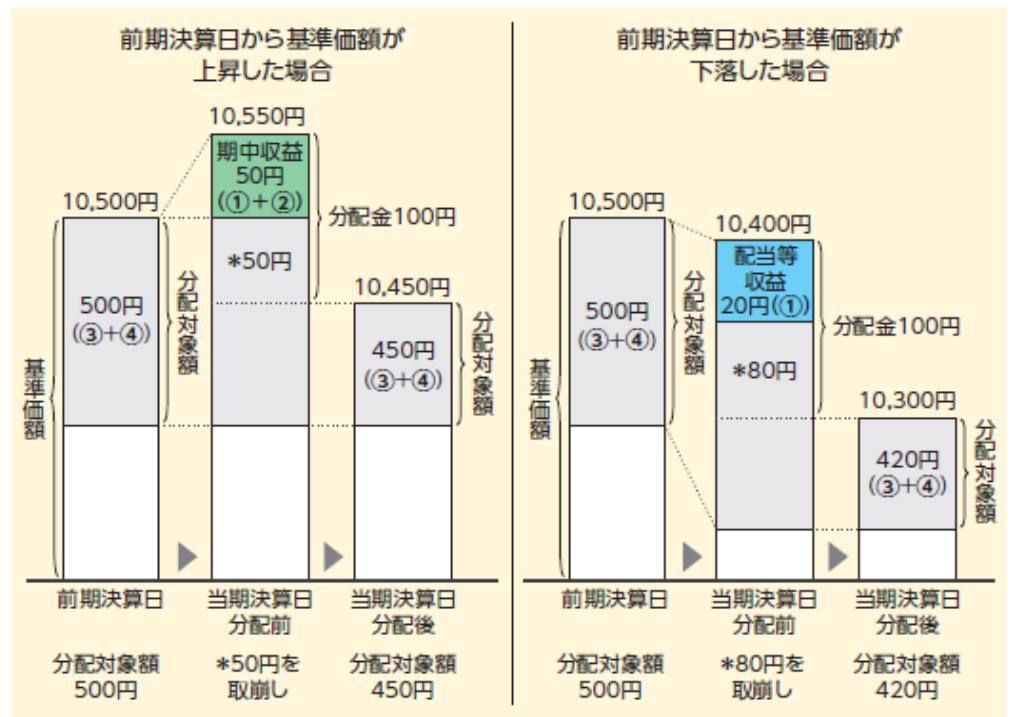 前期決算日から基準価額が
上昇した場合
10,550円
期中収益
50円
(①+②)
10,500円
分配金100円
*50円
10,450円
500円
(③+④)
分配対象額
450円
(③+④)
分配対象額
基準価額
前期決算日
当期決算日
分配前
当期決算日
分配後
分配対象額
500円
*50円を
取崩し
分配対象額
450円
前期決算日から基準価額が
下落した場合
10,500円
10,400円
配当等
収益
20円(①)
500円
(③+④)
分配対象額
分配金100円
*80円
10,300円
基準価額
420円
(③+④)
分配対象額
前期決算日
当期決算日
分配前
当期決算日
分配後
分配対象額
500円
*80円を
取崩し
分配対象額
420円